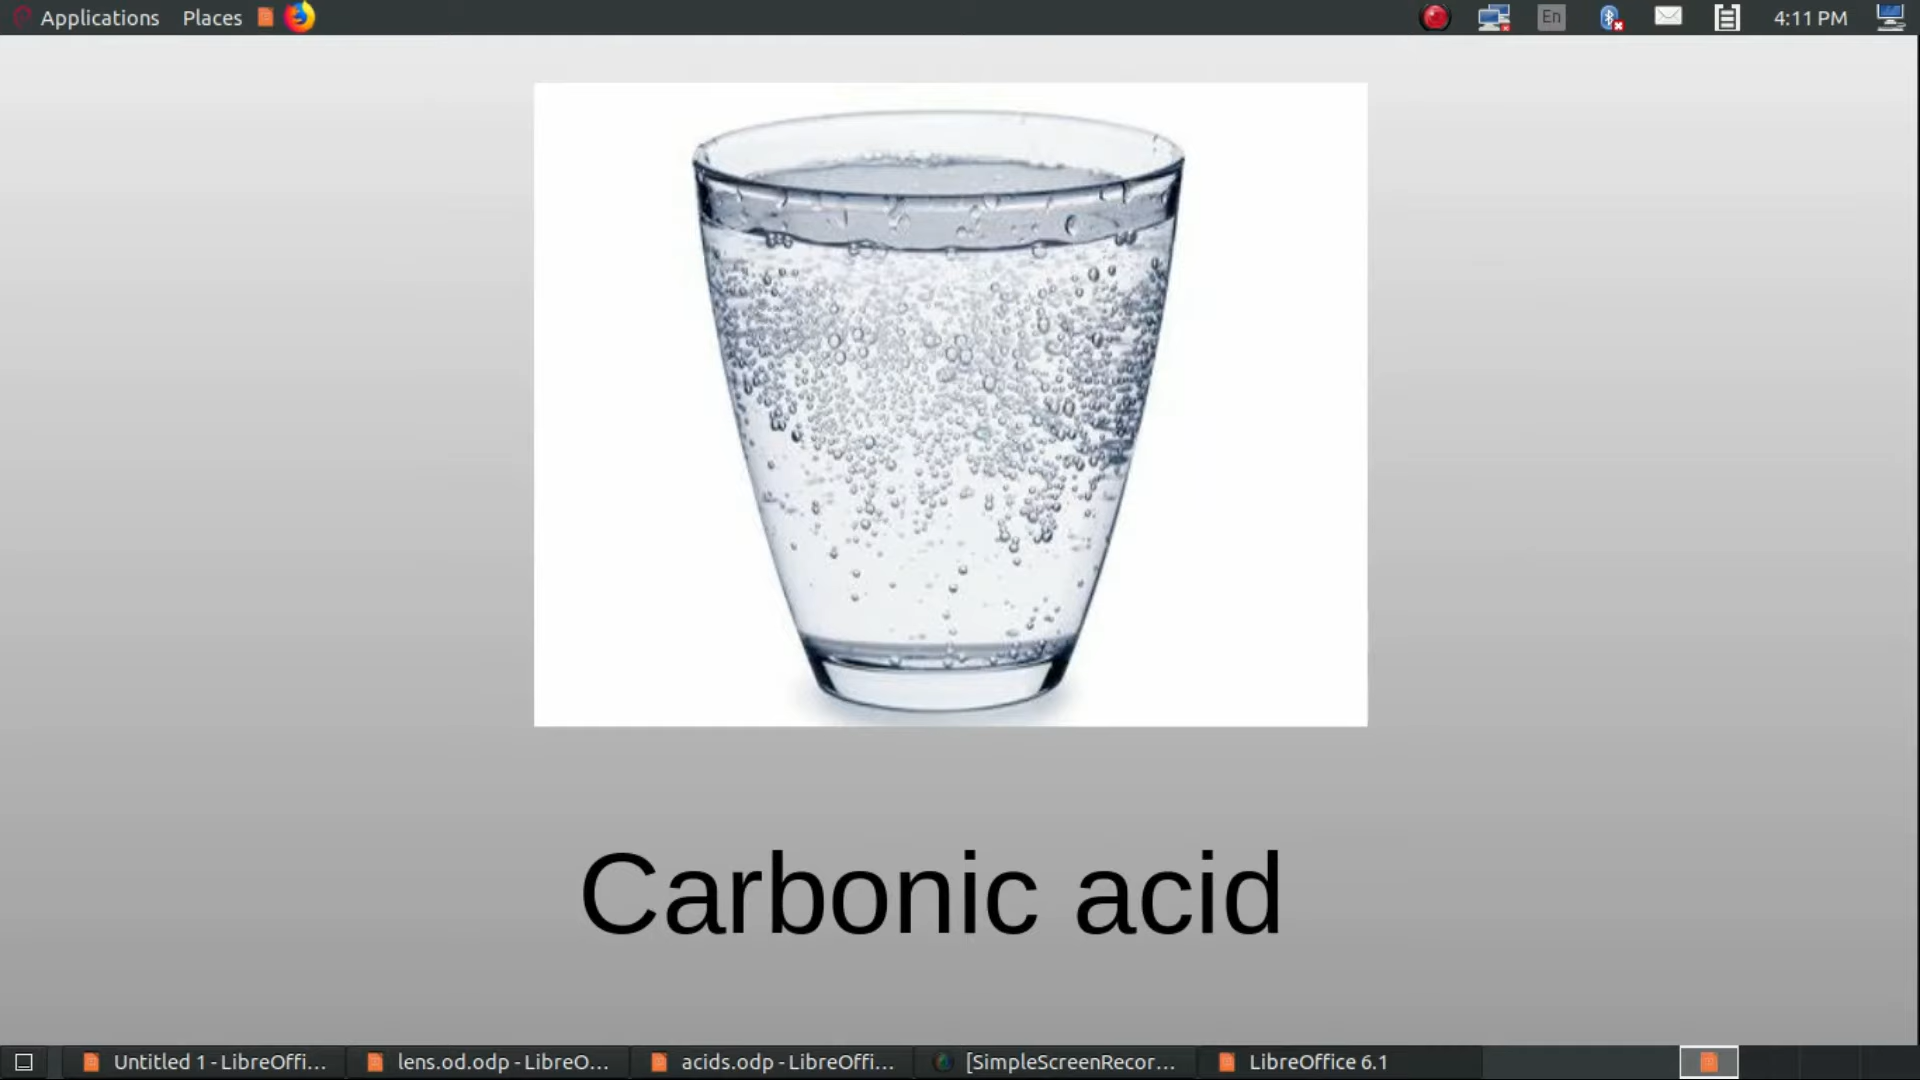 Applications Places En 4:11 PM
Carbonic acid
Untitled 1 - LibreOffi... lens.od.odp - LibreO... acids.odp - LibreOffi... [SimpleScreenRecor... LibreOffice 6.1